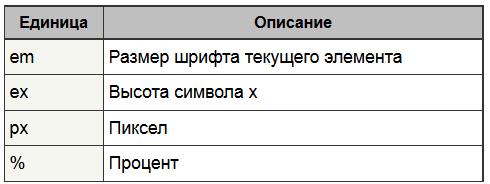 Единица Описание
em Размер шрифта текущего элемента
ex Высота символа x
px Пиксел
% Процент